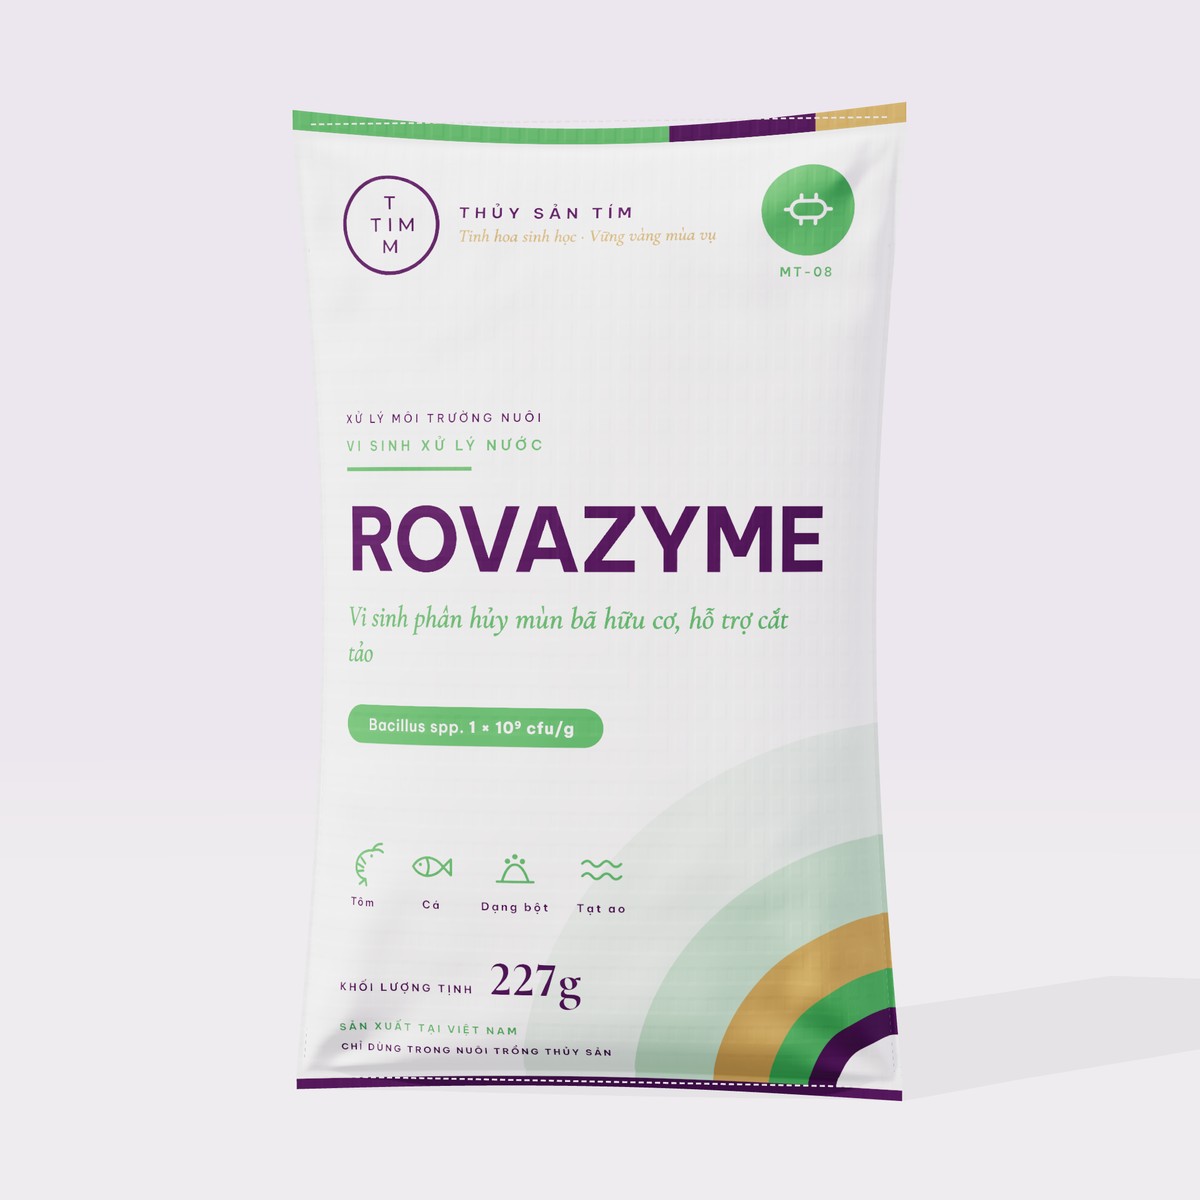 T
TIM
M
THỦY SẢN TÍM
Tinh hoa sinh học · Vững vàng mùa vụ
MT-08
XỬ LÝ MÔI TRƯỜNG NUÔI
VI SINH XỬ LÝ NƯỚC
ROVAZYME
Vi sinh phân hủy mùn bã hữu cơ, hỗ trợ cắt
tảo
Bacillus spp. 1 × 10⁹ cfu/g
Tôm
Cá
Dạng bột
Tạt ao
KHỐI LƯỢNG TỊNH 227g
SẢN XUẤT TẠI VIỆT NAM
CHỈ DÙNG TRONG NUÔI TRỒNG THỦY SẢN